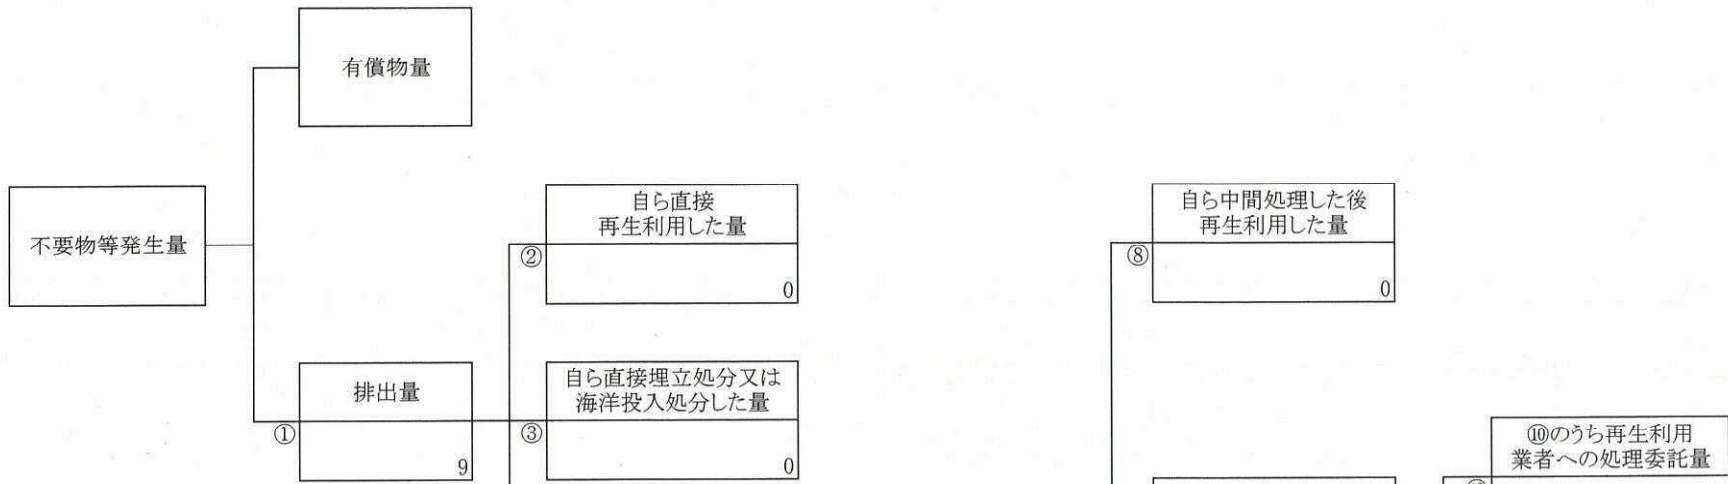 有償物量
不要物等発生量
自ら直接
再生利用した量
②
0
自ら中間処理した後
再生利用した量
⑧
0
排出量
①
9
自ら直接埋立処分又は
海洋投入処分した量
③
0
⑩のうち再生利用
業者への処理委託量